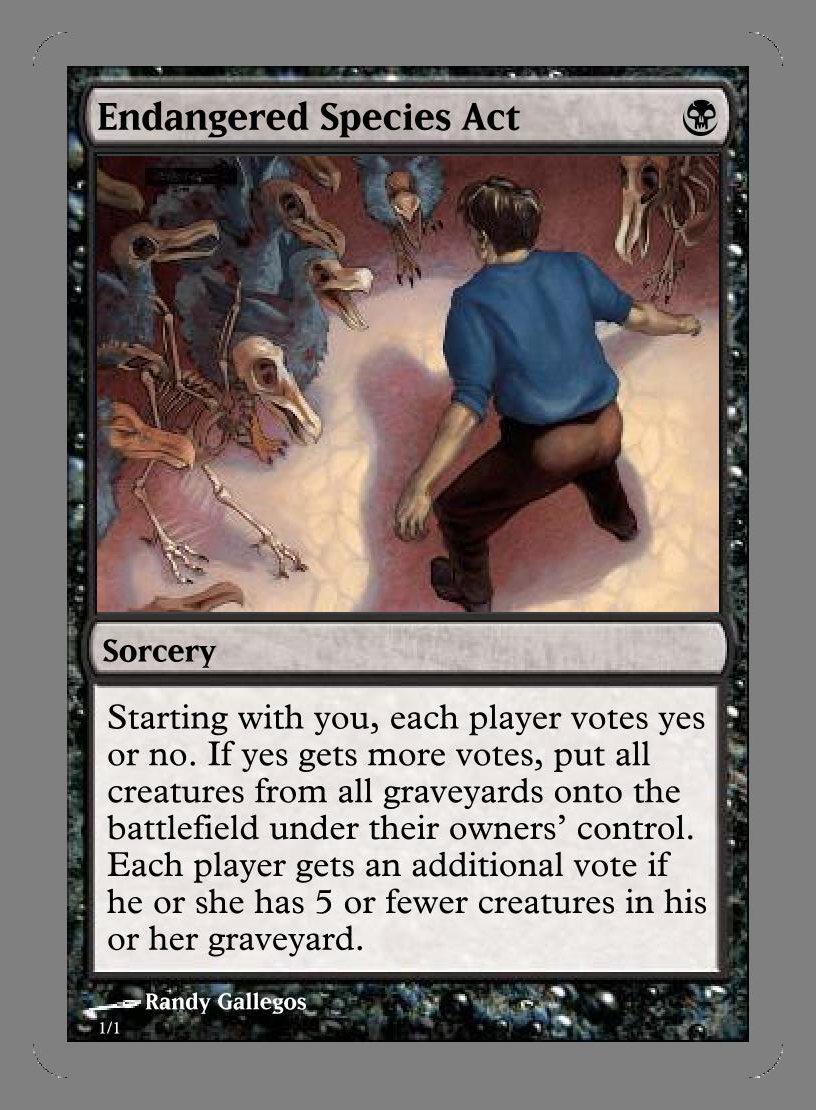 Endangered Species Act
Sorcery
Starting with you, each player votes yes
or no. If yes gets more votes, put all
creatures from all graveyards onto the
battlefield under their owners’ control.
Each player gets an additional vote if
he or she has 5 or fewer creatures in his
or her graveyard.
Randy Gallegos
1/1